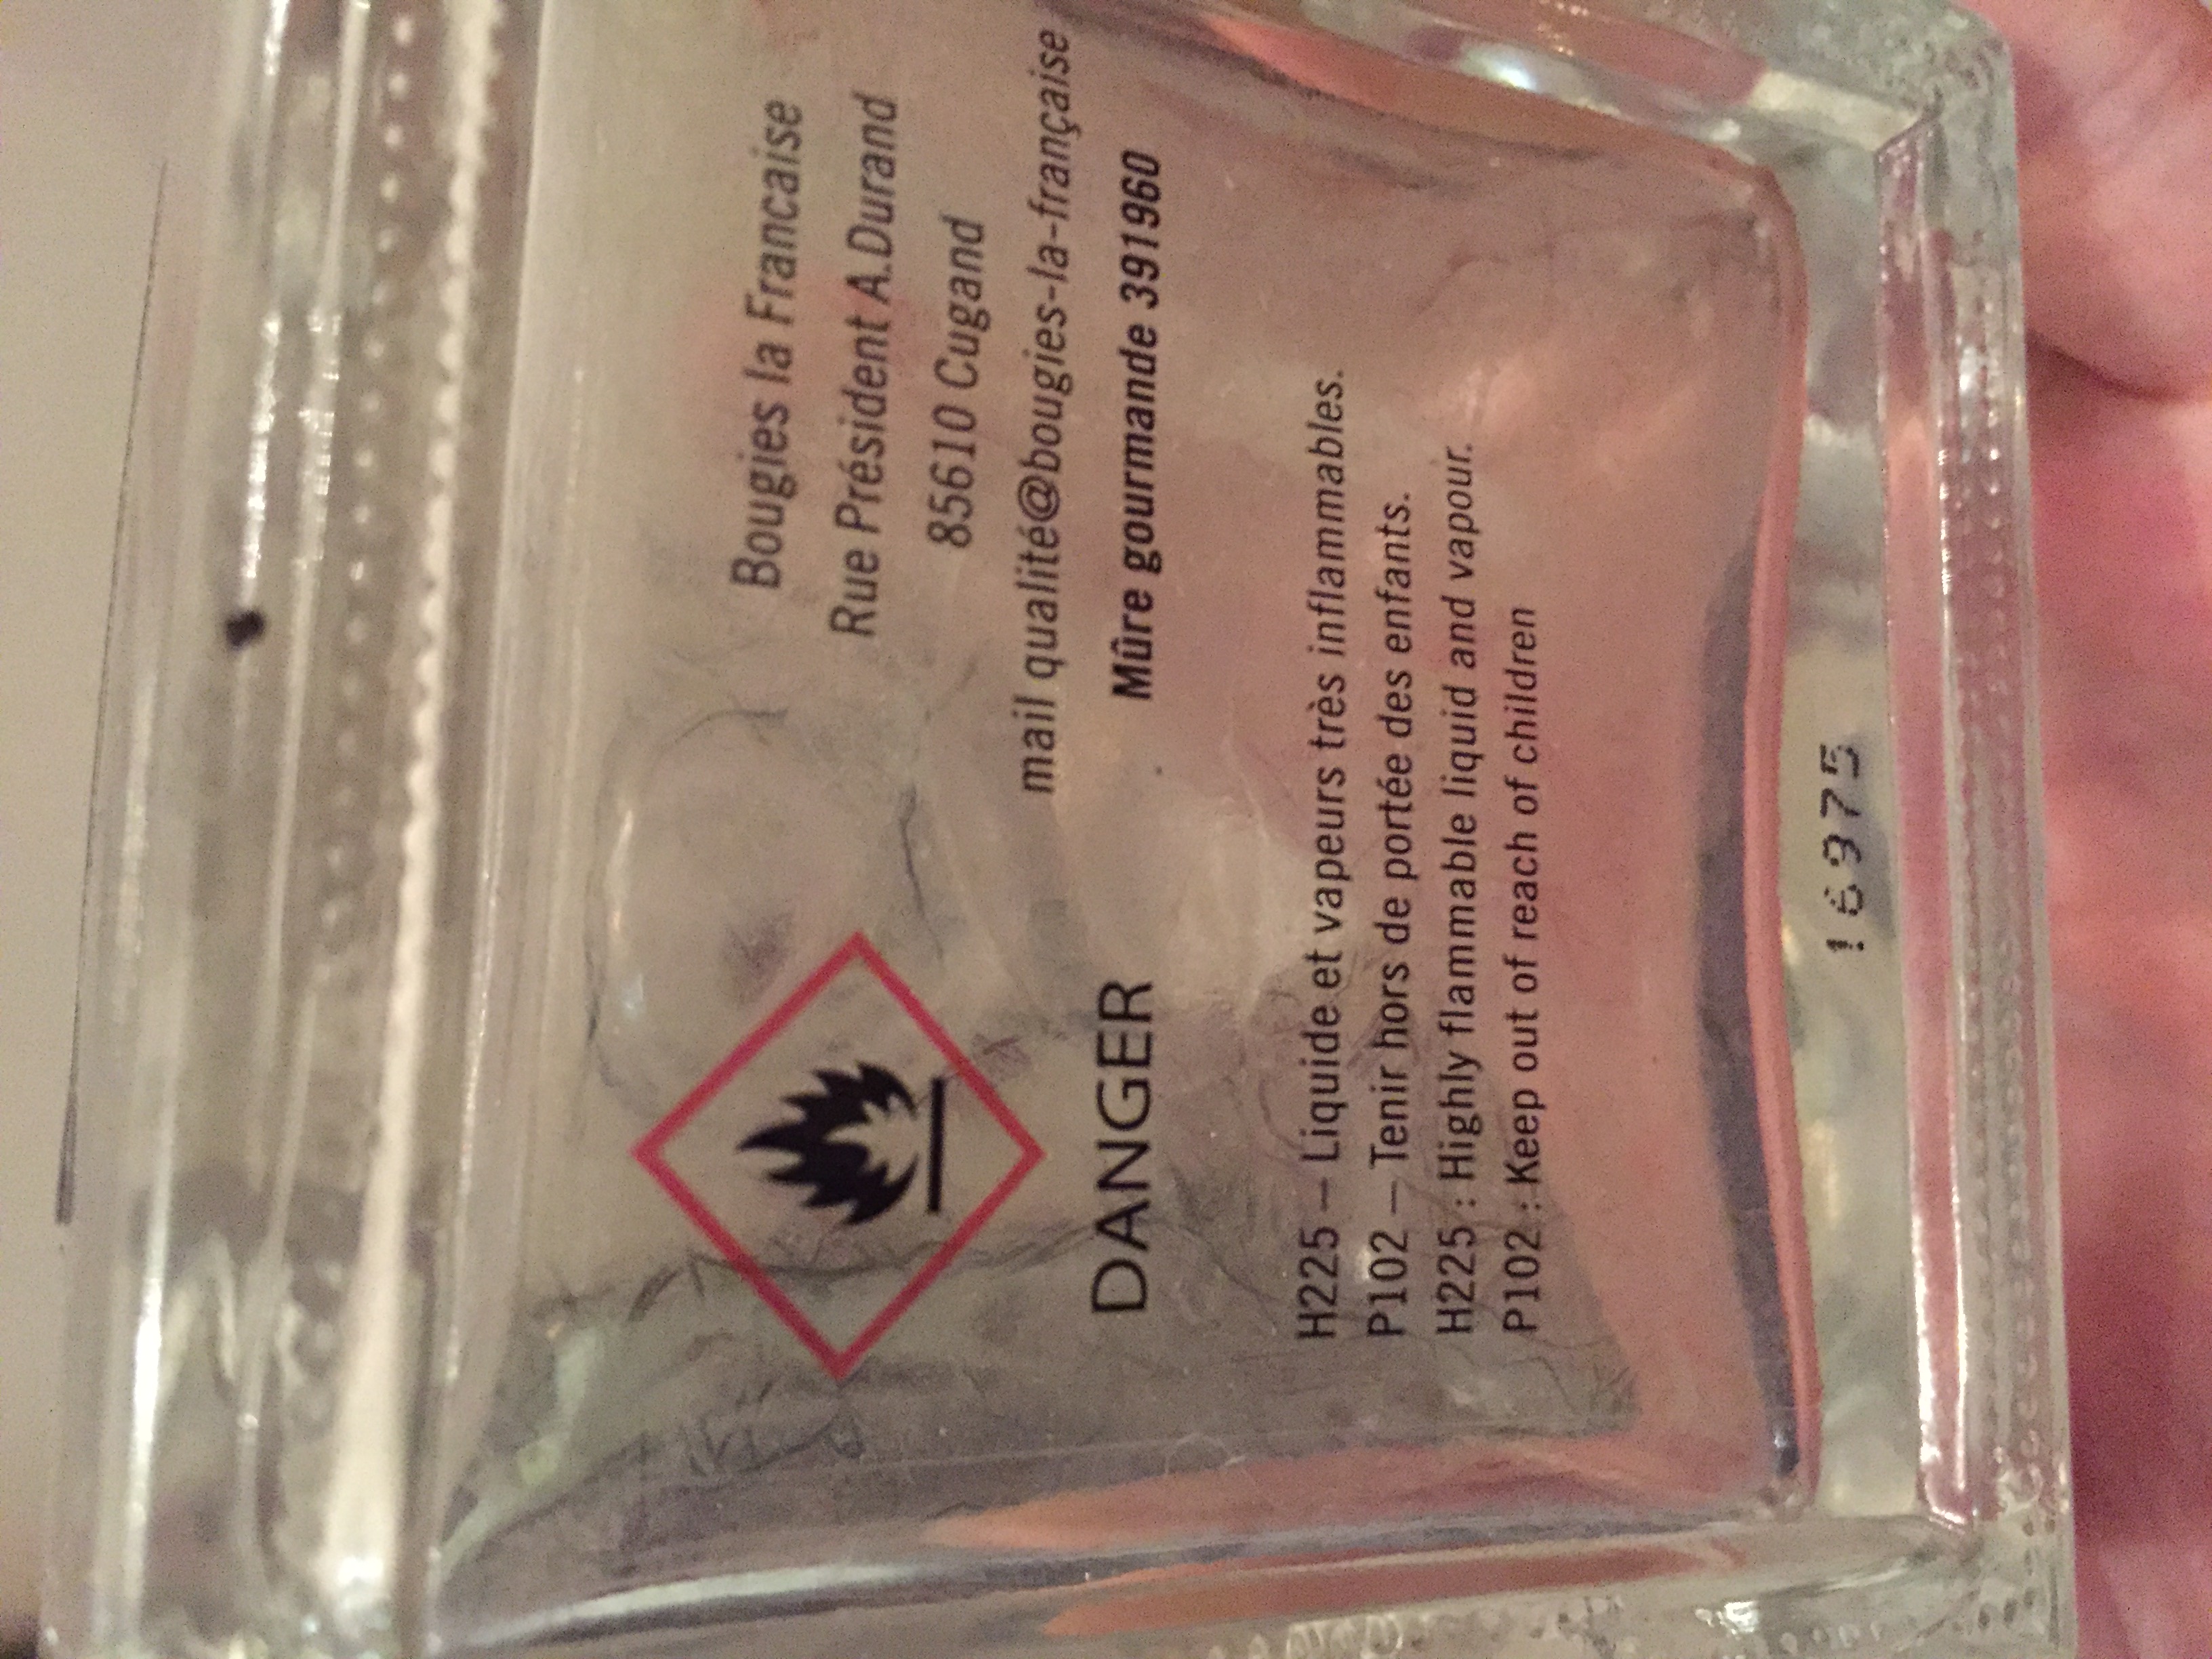 Bougies la Francaise
Rue Président A.Durand
85610 Cugand
mail qualité@bougies-la-française
Mûre gourmande 391960
DANGER
H225 – Liquide et vapeurs très inflammables.
P102 – Tenir hors de portée des enfants.
H225 : Highly flammable liquid and vapour.
P102 : Keep out of reach of children
16975